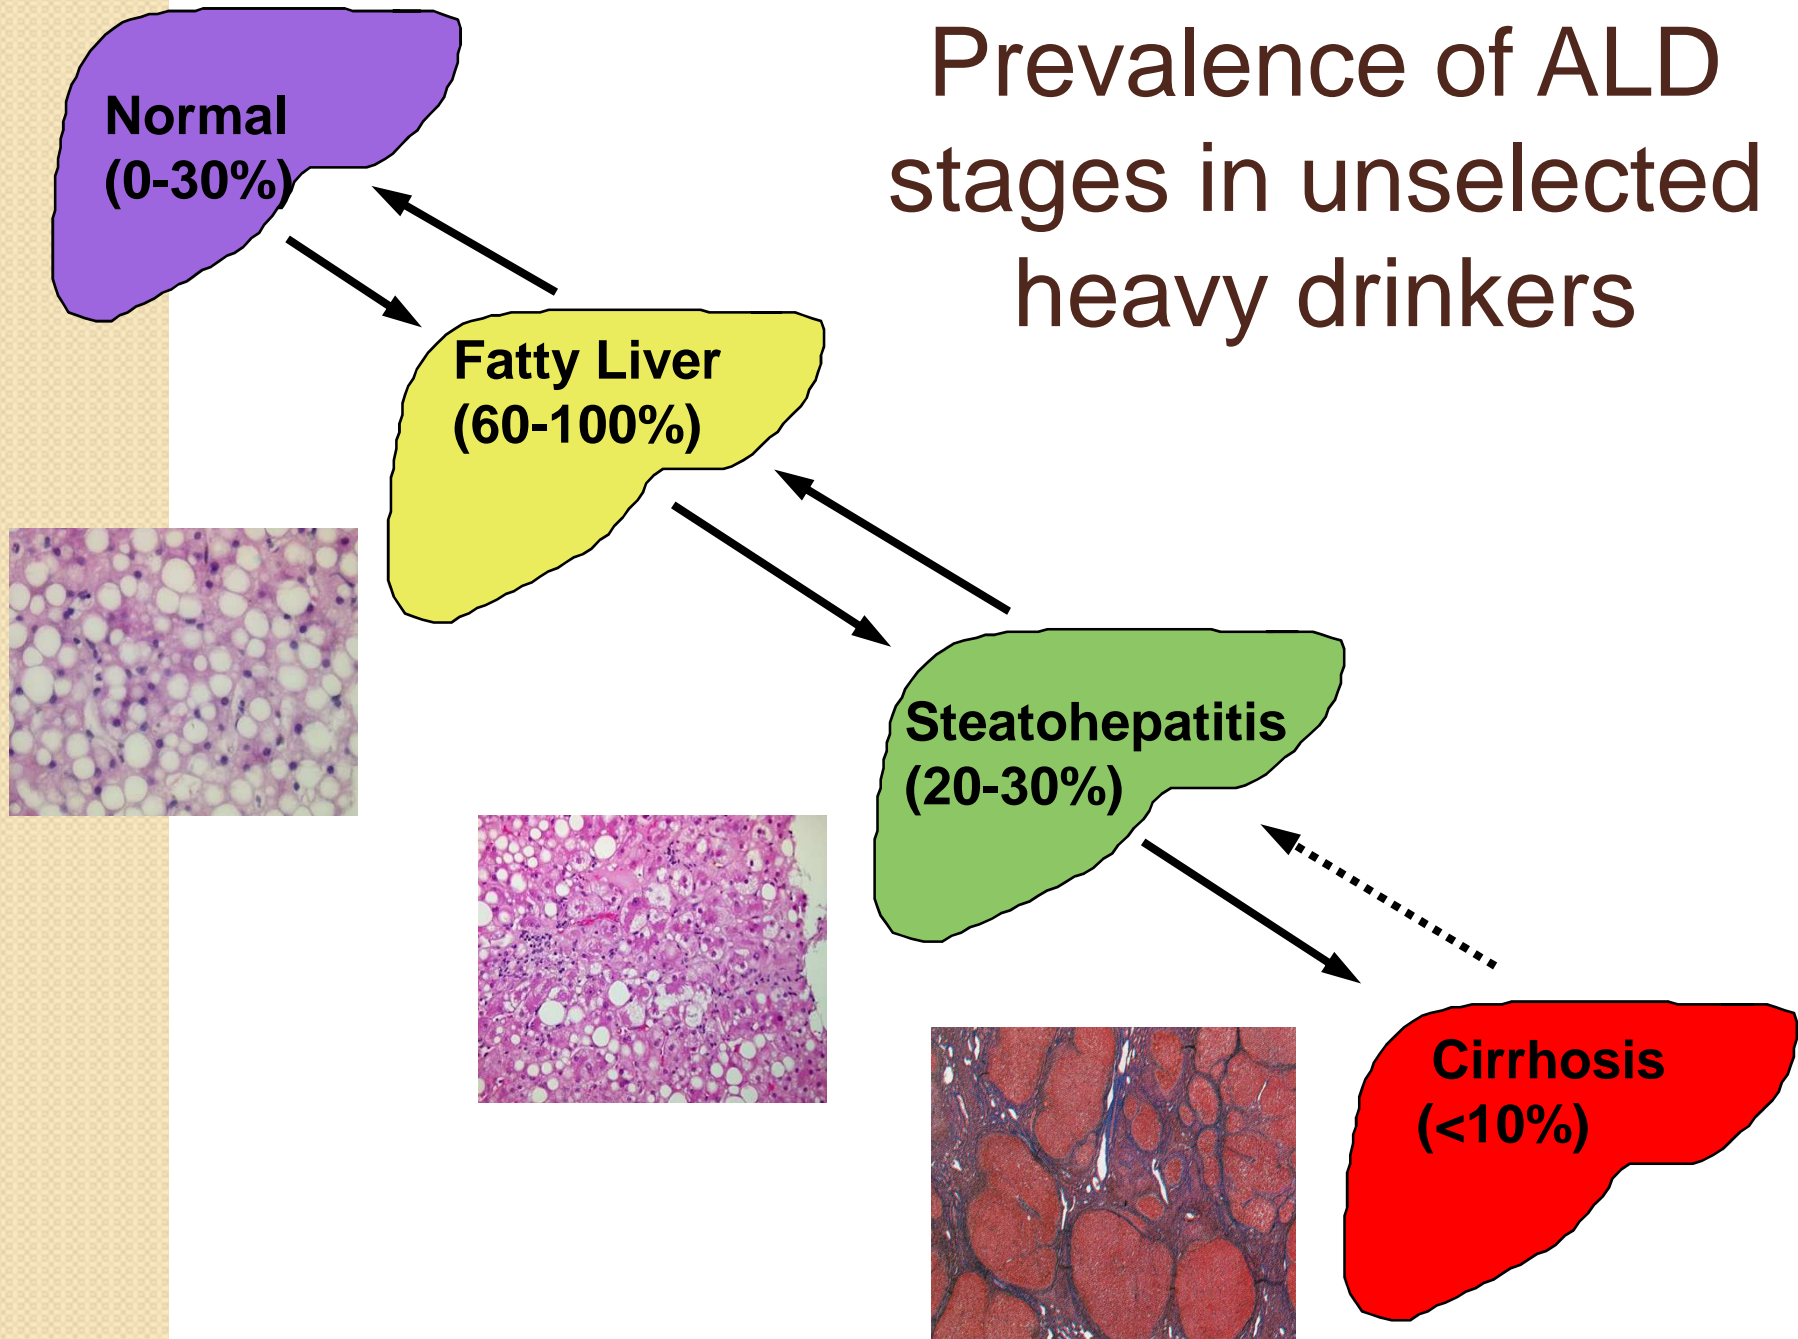 Prevalence of ALD
stages in unselected
heavy drinkers
Normal
(0-30%)
Fatty Liver
(60-100%)
Steatohepatitis
(20-30%)
Cirrhosis
(<10%)